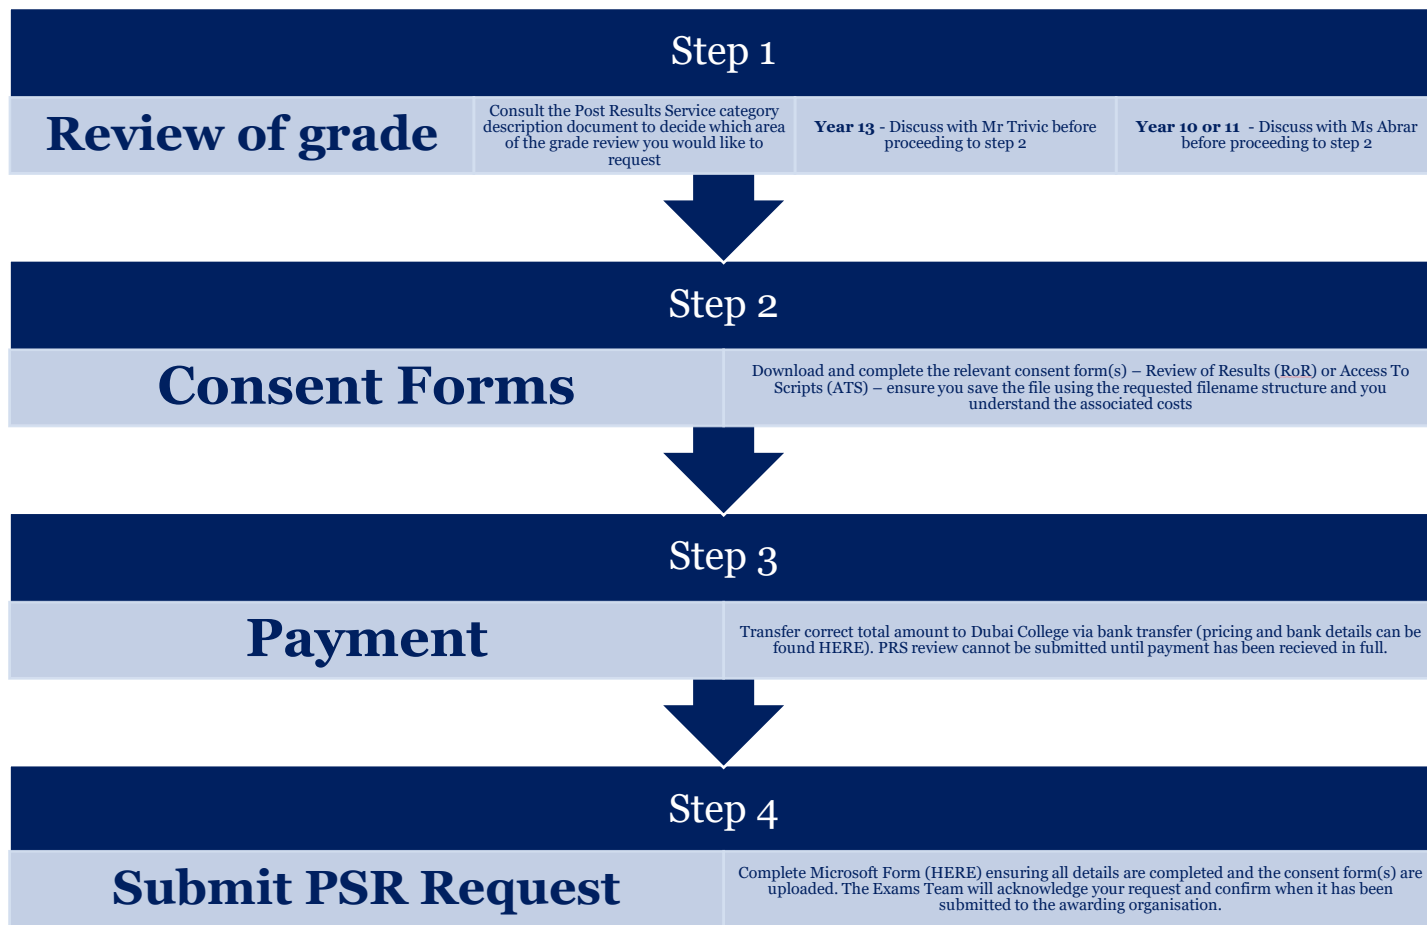 Step 1
Review of grade
Consult the Post Results Service category
description document to decide which area
of the grade review you would like to
request
Year 13 - Discuss with Mr Trivic before
proceeding to step 2
Year 10 or 11 - Discuss with Ms Abrar
before proceeding to step 2
Step 2
Consent Forms
Download and complete the relevant consent form(s) – Review of Results (RoR) or Access To
Scripts (ATS) – ensure you save the file using the requested filename structure and you
understand the associated costs
Step 3
Payment
Transfer correct total amount to Dubai College via bank transfer (pricing and bank details can be
found HERE). PRS review cannot be submitted until payment has been recieved in full.
Step 4
Submit PSR Request
Complete Microsoft Form (HERE) ensuring all details are completed and the consent form(s) are
uploaded. The Exams Team will acknowledge your request and confirm when it has been
submitted to the awarding organisation.